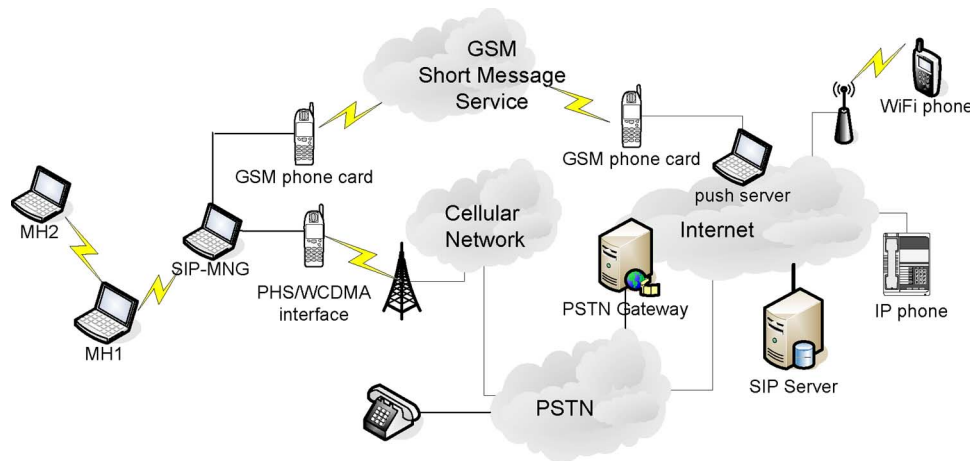 GSM
Short Message
Service
WiFi phone
GSM phone card
GSM phone card
push server
MH2
Cellular
Network
Internet
SIP-MNG
PHS/WCDMA
interface
PSTN Gateway
IP phone
MH1
SIP Server
PSTN